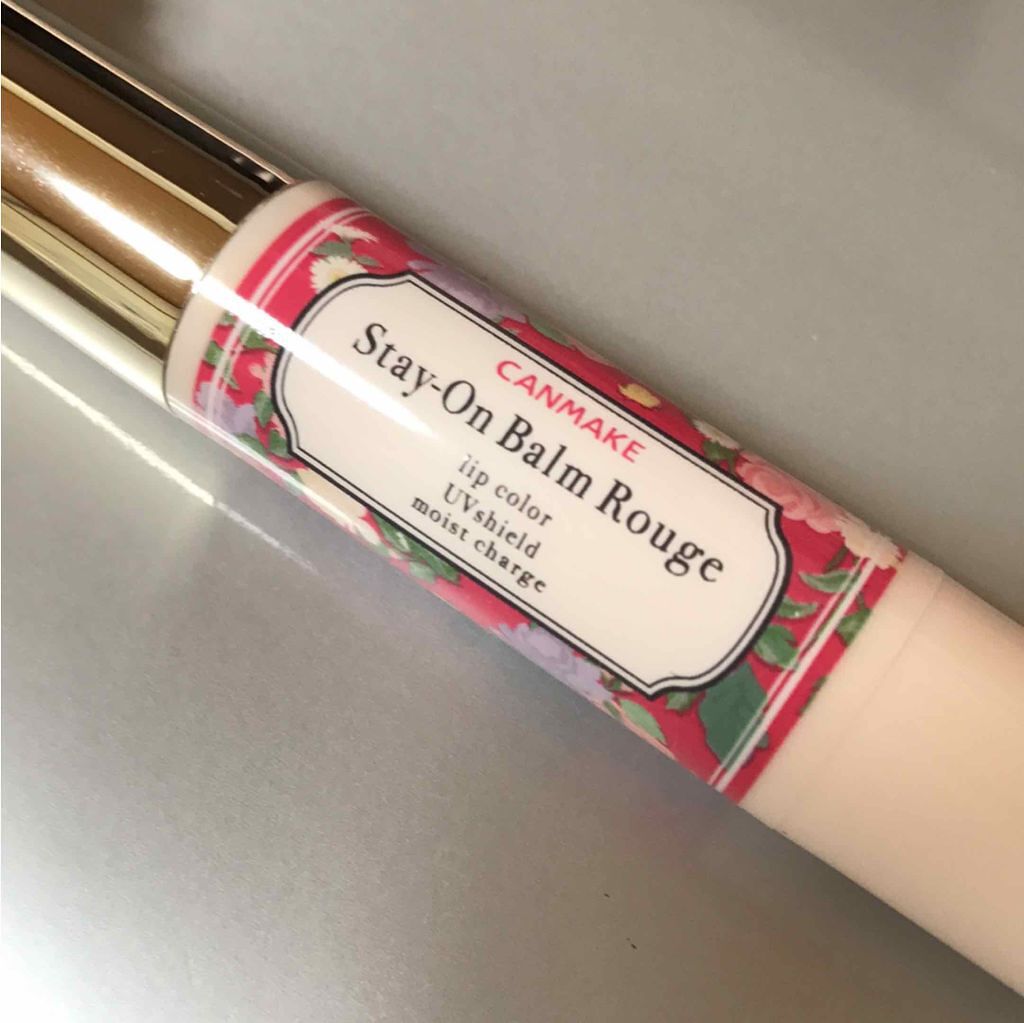 CANMAKE
Stay-On Balm Rouge
lip color
UVshield
moist charge